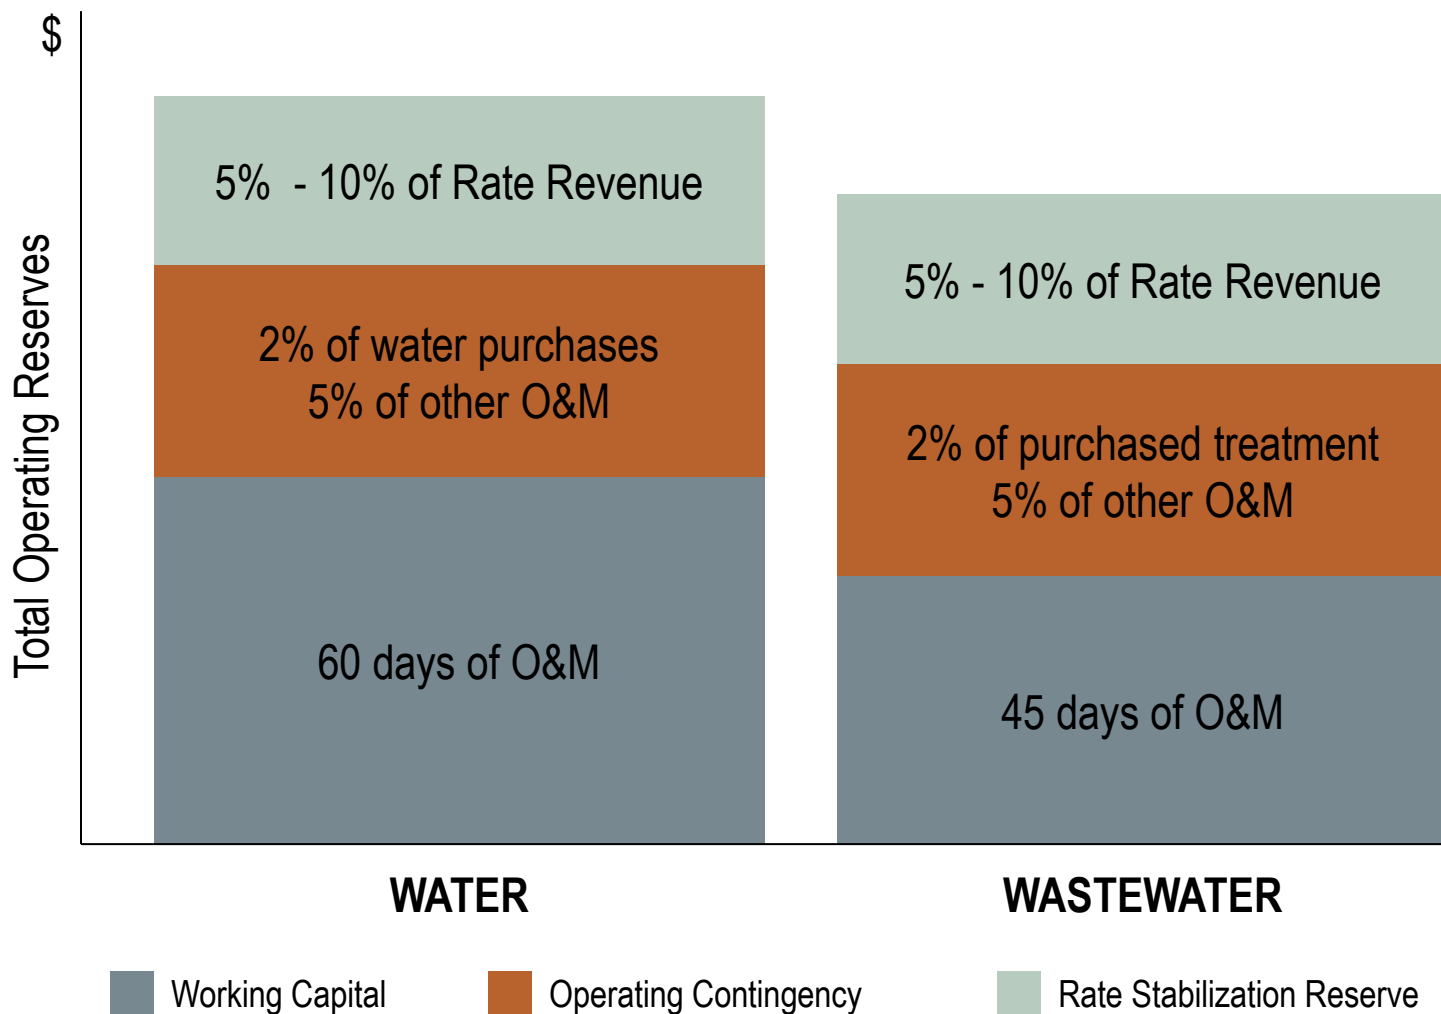 $
Total Operating Reserves
5%  - 10% of Rate Revenue
2% of water purchases
5% of other O&M
60 days of O&M
5% - 10% of Rate Revenue
2% of purchased treatment
5% of other O&M
45 days of O&M
WATER
WASTEWATER
Working Capital
Operating Contingency
Rate Stabilization Reserve